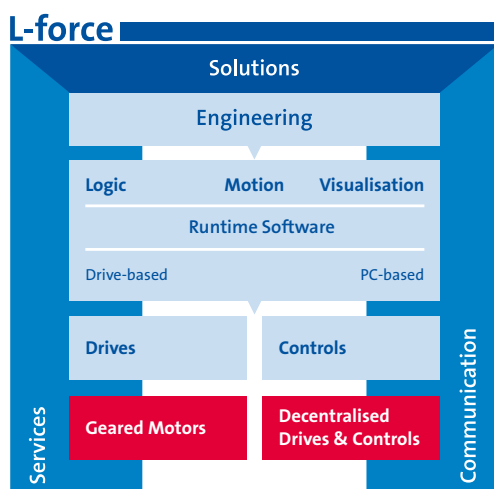 L-force
Solutions
Engineering
Logic Motion Visualisation
Runtime Software
Drive-based PC-based
Drives Controls
Geared Motors Decentralised
Drives & Controls
Services
Communication